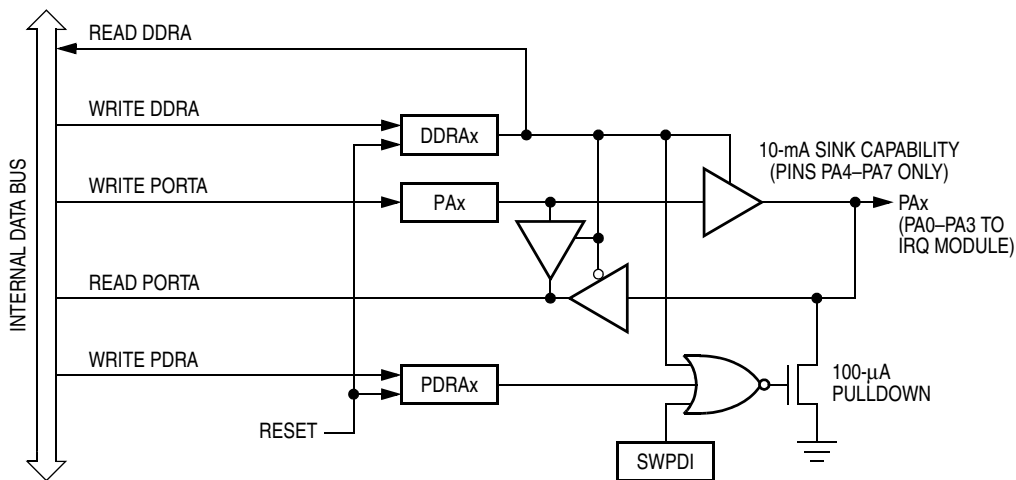 READ DDRA
WRITE DDRA
DDRAx
10-mA SINK CAPABILITY
(PINS PA4–PA7 ONLY)
WRITE PORTA
PAx
PAx
(PA0–PA3 TO
IRQ MODULE)
INTERNAL DATA BUS
READ PORTA
WRITE PDRA
PDRAx
100-μA
PULLDOWN
RESET
SWPDI